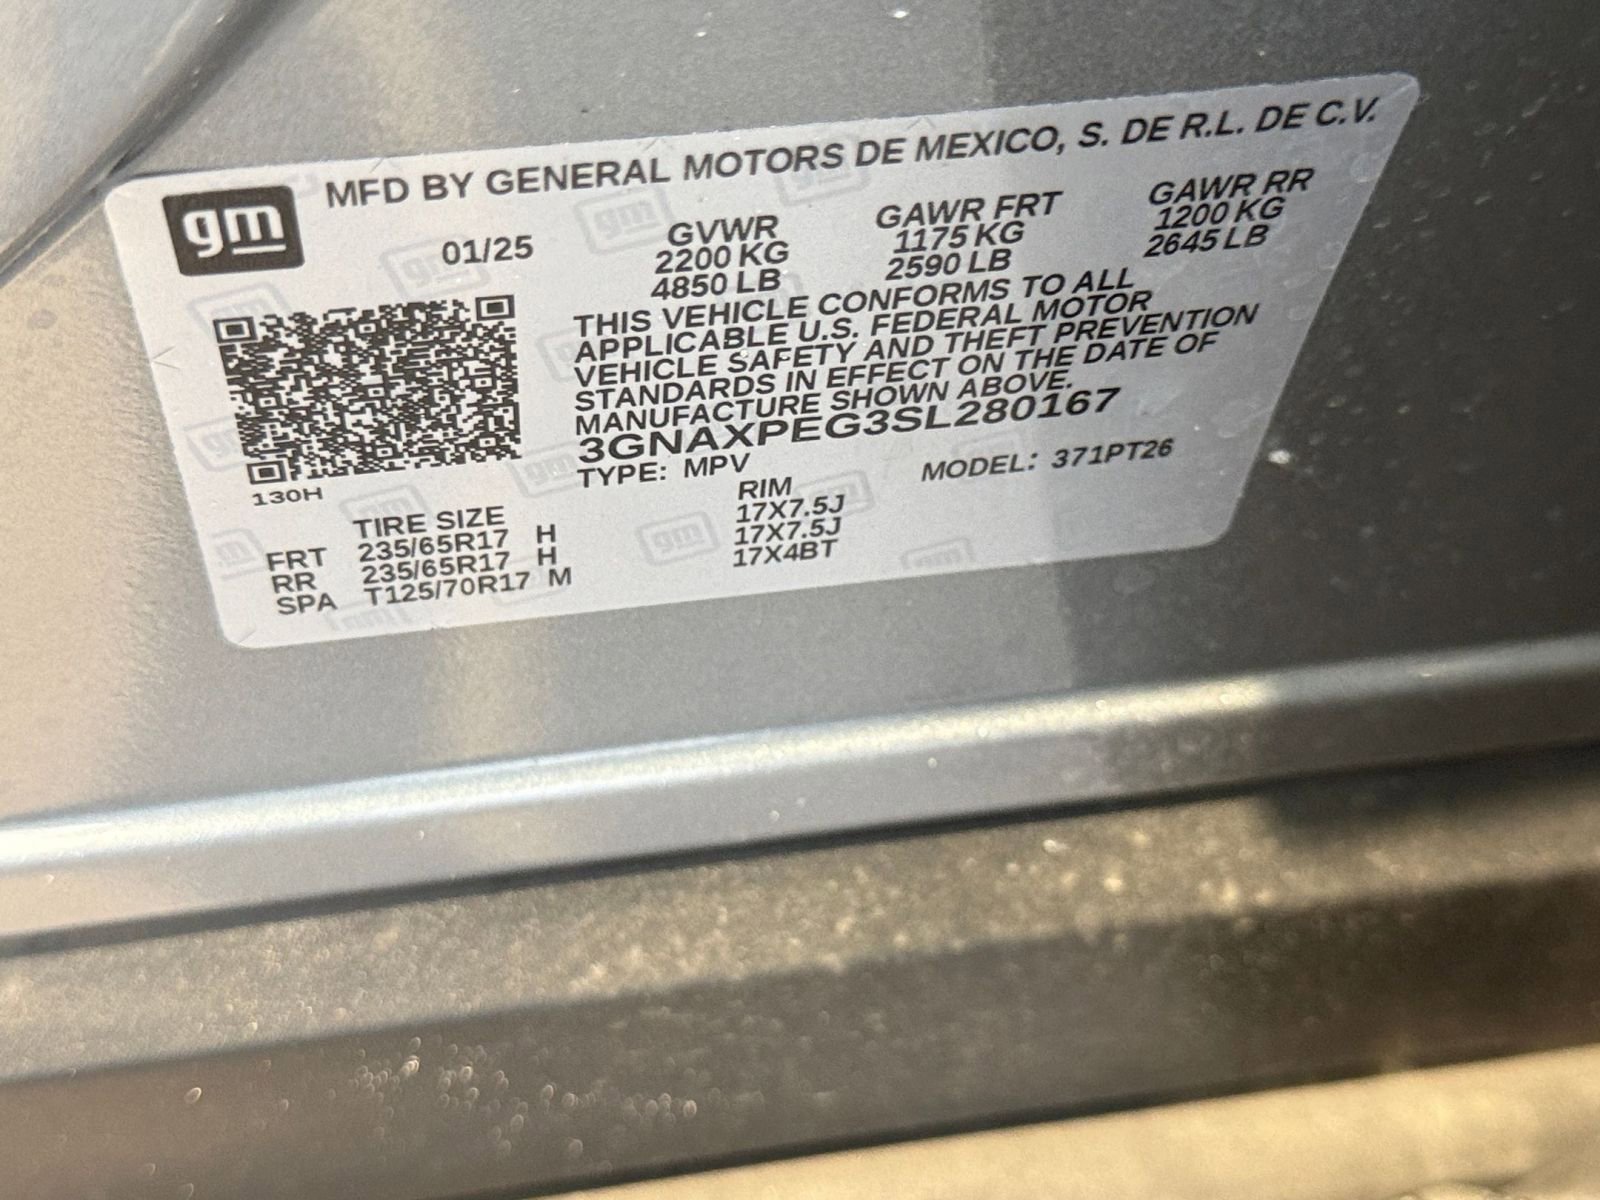 gm MFD BY GENERAL MOTORS DE MEXICO, S. DE R.L. DE C.V.
01/25 GVWR GAWR FRT GAWR RR
2200 KG 1175 KG 1200 KG
4850 LB 2590 LB 2645 LB
THIS VEHICLE CONFORMS TO ALL
APPLICABLE U.S. FEDERAL MOTOR
VEHICLE SAFETY AND THEFT PREVENTION
STANDARDS IN EFFECT ON THE DATE OF
MANUFACTURE SHOWN ABOVE.
3GNAXPEG3SL280167
TYPE: MPV MODEL: 371PT26
130H
TIRE SIZE RIM
FRT 235/65R17 H 17X7.5J
RR 235/65R17 H 17X7.5J
SPA T125/70R17 M 17X4BT